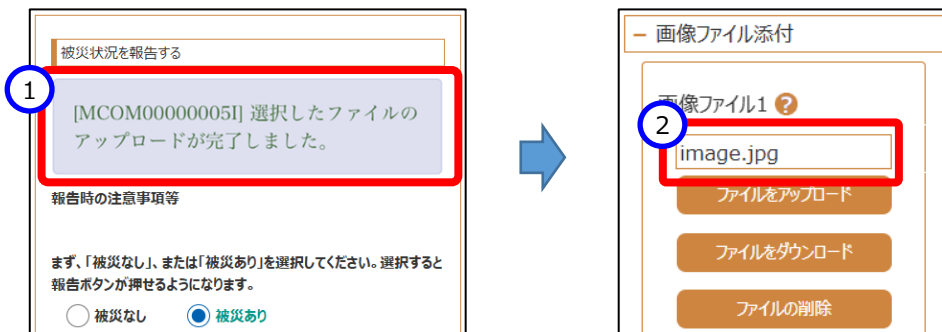 被災状況を報告する
1
[MCOM00000005I] 選択したファイルの
アップロードが完了しました。
報告時の注意事項等
まず、「被災なし」、または「被災あり」を選択してください。選択すると
報告ボタンが押せるようになります。
被災なし 被災あり
− 画像ファイル添付
画像ファイル1 ?
2
image.jpg
ファイルをアップロード
ファイルをダウンロード
ファイルの削除